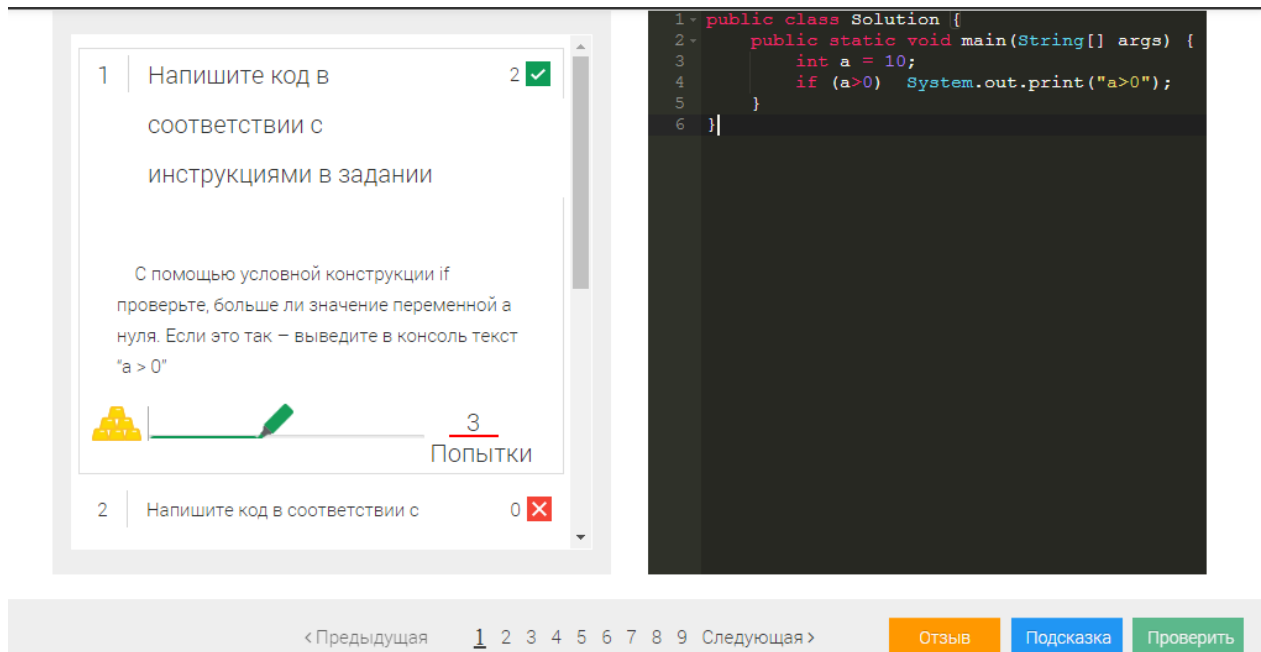 1 Напишите код в 2
соответствии с
инструкциями в задании
С помощью условной конструкции if
проверьте, больше ли значение переменной а
нуля. Если это так – выведите в консоль текст
“a > 0”
3
Попытки
2 Напишите код в соответствии с 0
1 public class Solution {
2 public static void main(String[] args) {
3 int a = 10;
4 if (a>0) System.out.print("a>0");
5 }
6 }
<Предыдущая 1 2 3 4 5 6 7 8 9 Следующая> Отзыв Подсказка Проверить